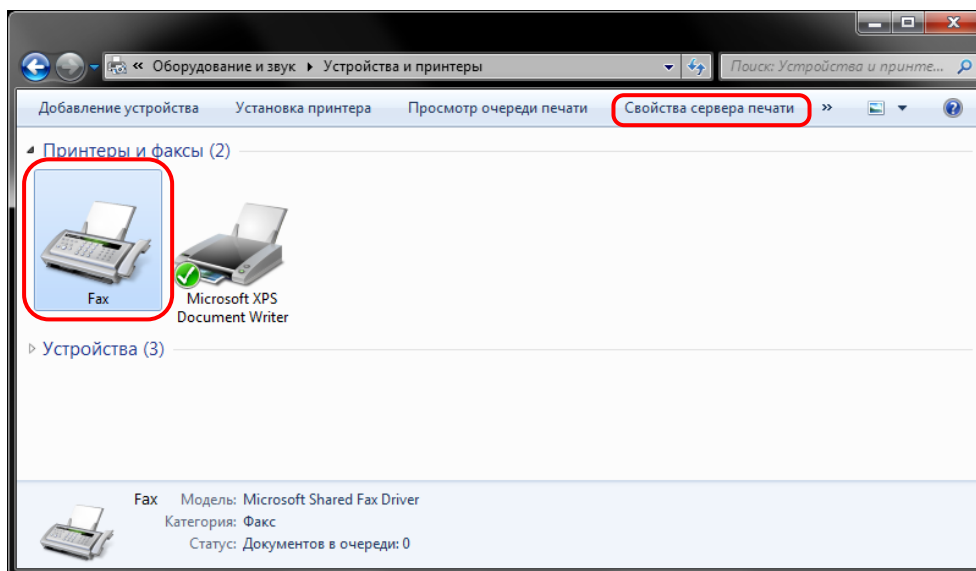 « Оборудование и звук ▸ Устройства и принтеры
Поиск: Устройства и принте...
Добавление устройства Установка принтера Просмотр очереди печати Свойства сервера печати »
Принтеры и факсы (2)
Fax
Microsoft XPS
Document Writer
Устройства (3)
Fax Модель: Microsoft Shared Fax Driver
Категория: Факс
Статус: Документов в очереди: 0